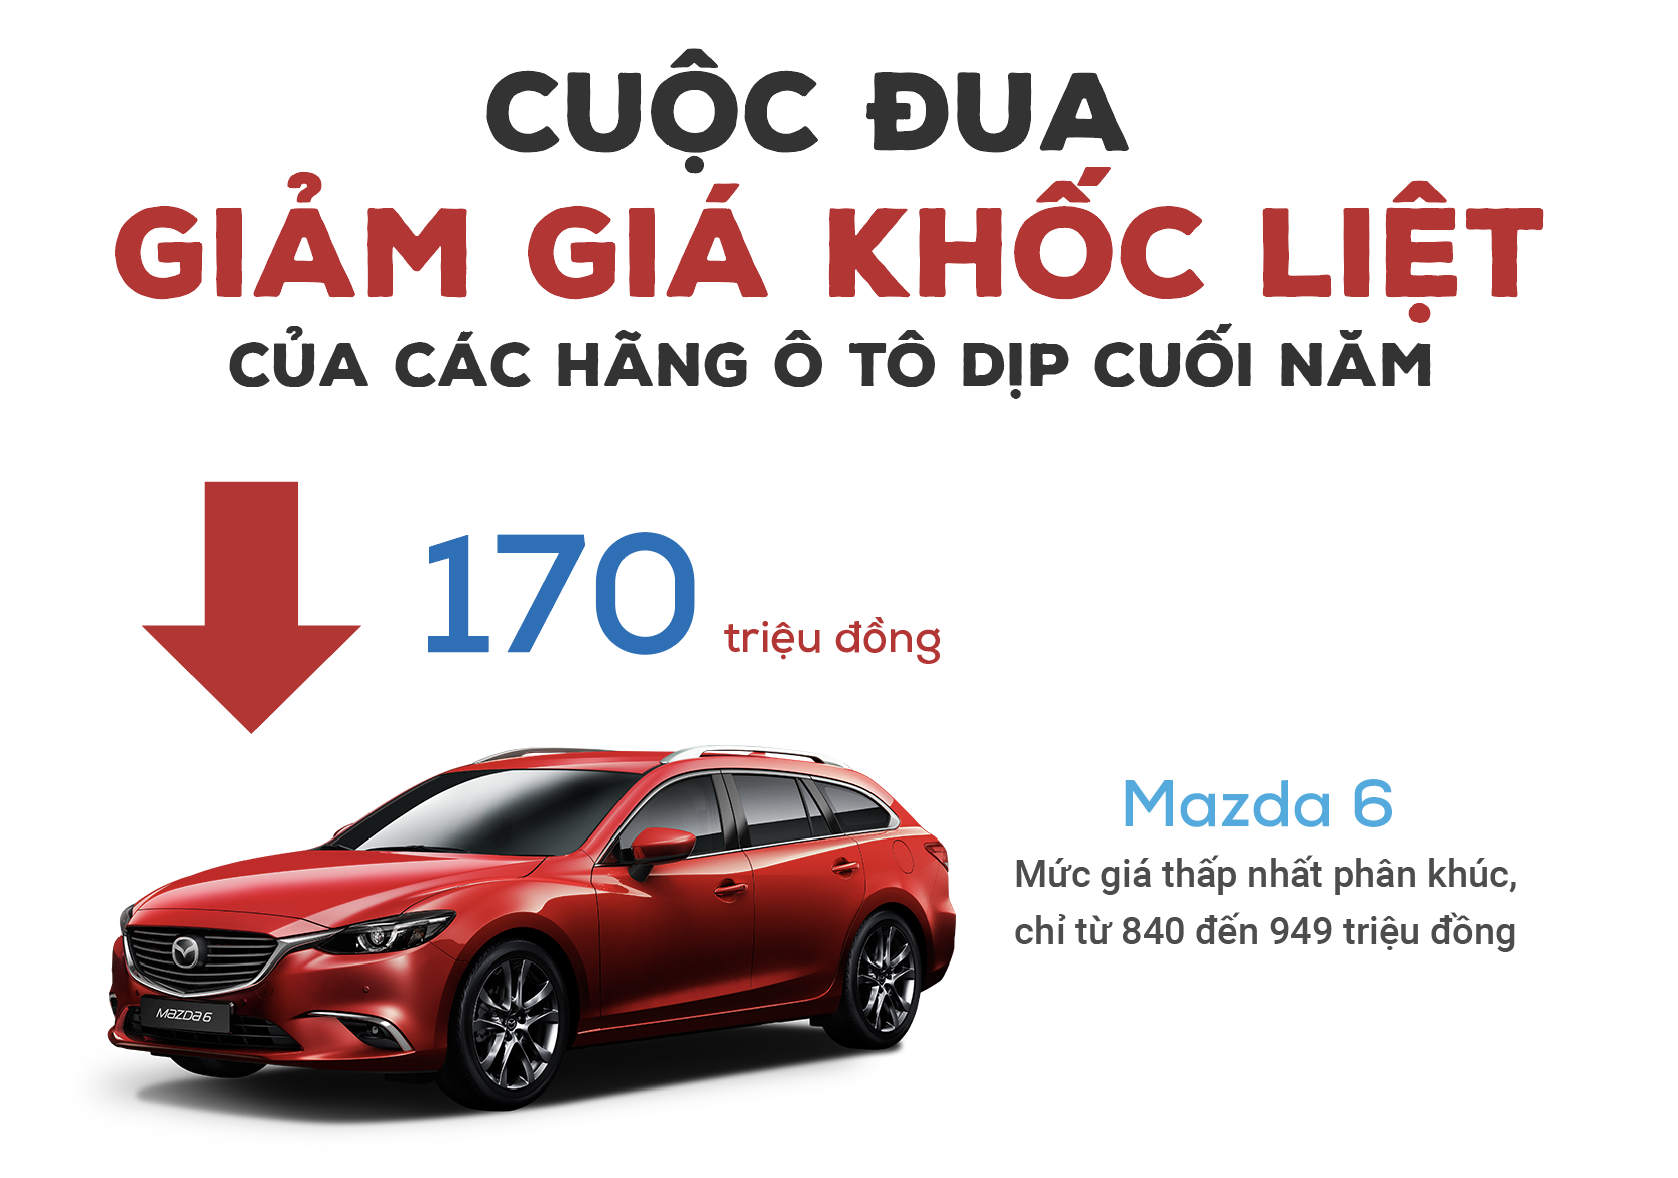 CUỘC ĐUA
GIẢM GIÁ KHỐC LIỆT
CỦA CÁC HÃNG Ô TÔ DỊP CUỐI NĂM
170 triệu đồng
Mazda 6
Mức giá thấp nhất phân khúc,
chỉ từ 840 đến 949 triệu đồng
MAZDA 6